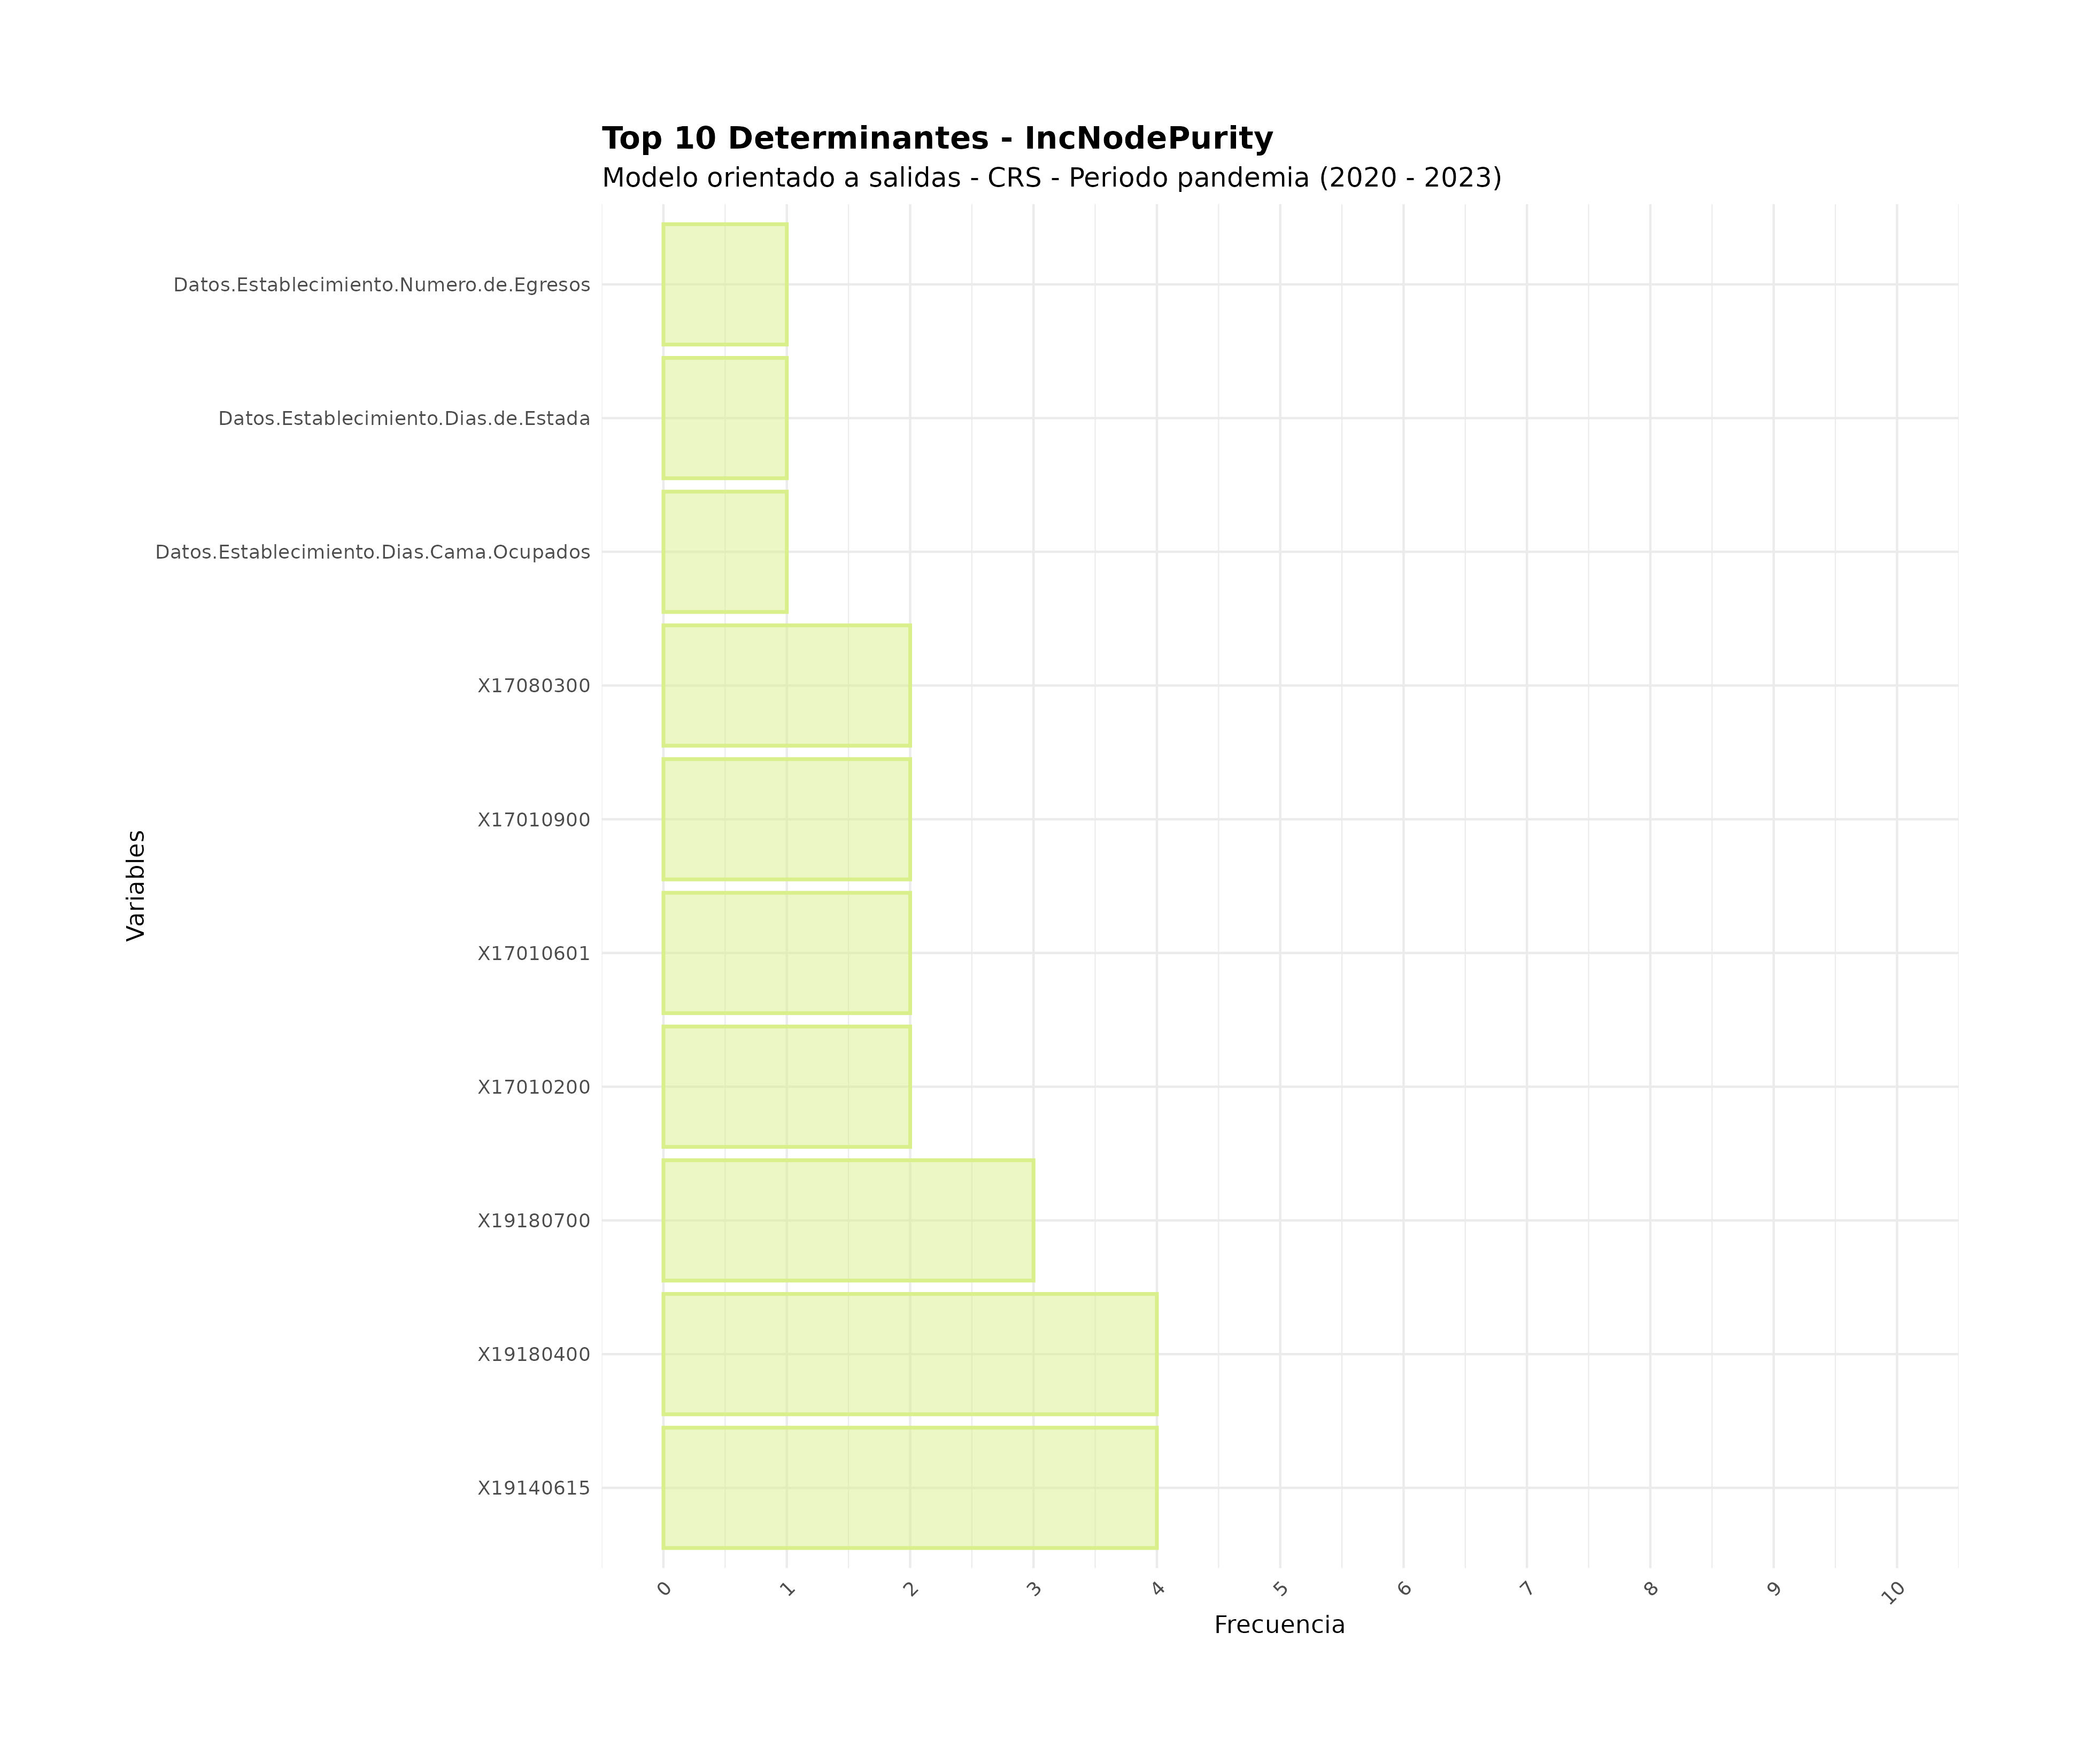 Top 10 Determinantes - IncNodePurity
Modelo orientado a salidas - CRS - Periodo pandemia (2020 - 2023)
Variables
Datos.Establecimiento.Numero.de.Egresos
Datos.Establecimiento.Dias.de.Estada
Datos.Establecimiento.Dias.Cama.Ocupados
X17080300
X17010900
X17010601
X17010200
X19180700
X19180400
X19140615
0 1 2 3 4 5 6 7 8 9 10
Frecuencia